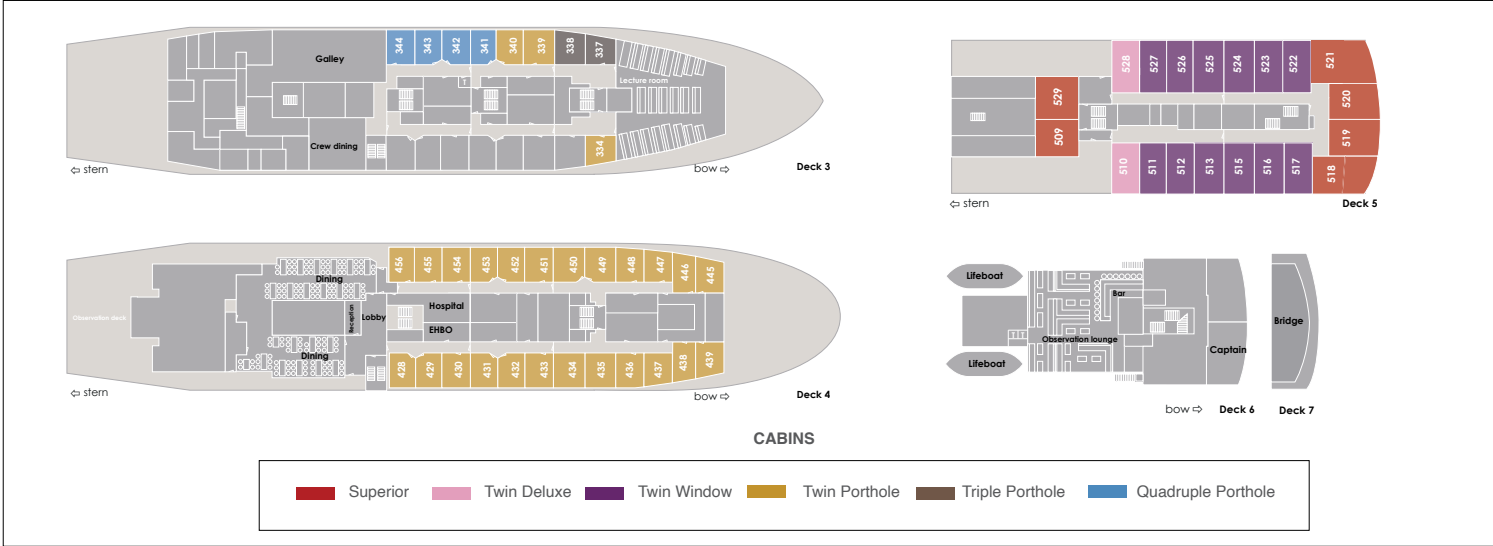 344 343 342 341 340 339 338 337
Galley
T
Lecture room
Crew dining
334
⇦ stern
bow ⇨
Deck 3
528 527 526 525 524 523 522 521
529
520
509
519
510 511 512 513 515 516 517 518
⇦ stern
Deck 5
456 455 454 453 452 451 450 449 448 447 446 445
Dining
Hospital
Observation deck
Reception
Lobby
EHBO
Dining
428 429 430 431 432 433 434 435 436 437 438 439
⇦ stern
bow ⇨
Deck 4
Lifeboat
Bar
Bridge
T T
Observation lounge
Captain
Lifeboat
bow ⇨
Deck 6
Deck 7
CABINS
Superior Twin Deluxe Twin Window Twin Porthole Triple Porthole Quadruple Porthole